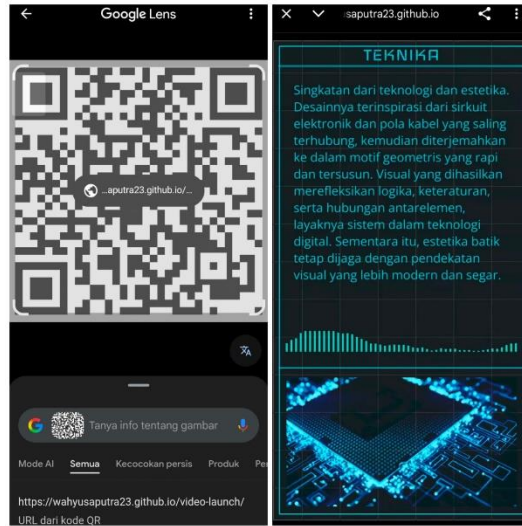 Google Lens
...aputra23.github.io/...
Tanya info tentang gambar
Mode AI Semua Kecocokan persis Produk
https://wahyusaputra23.github.io/video-launch/
URL dari kode QR
saputra23.github.io
TEKNIKA
Singkatan dari teknologi dan estetika.
Desainnya terinspirasi dari sirkuit
elektronik dan pola kabel yang saling
terhubung, kemudian diterjemahkan
ke dalam motif geometris yang rapi
dan tersusun. Visual yang dihasilkan
merefleksikan logika, keteraturan,
serta hubungan antarelemen,
layaknya sistem dalam teknologi
digital. Sementara itu, estetika batik
tetap dijaga dengan pendekatan
visual yang lebih modern dan segar.